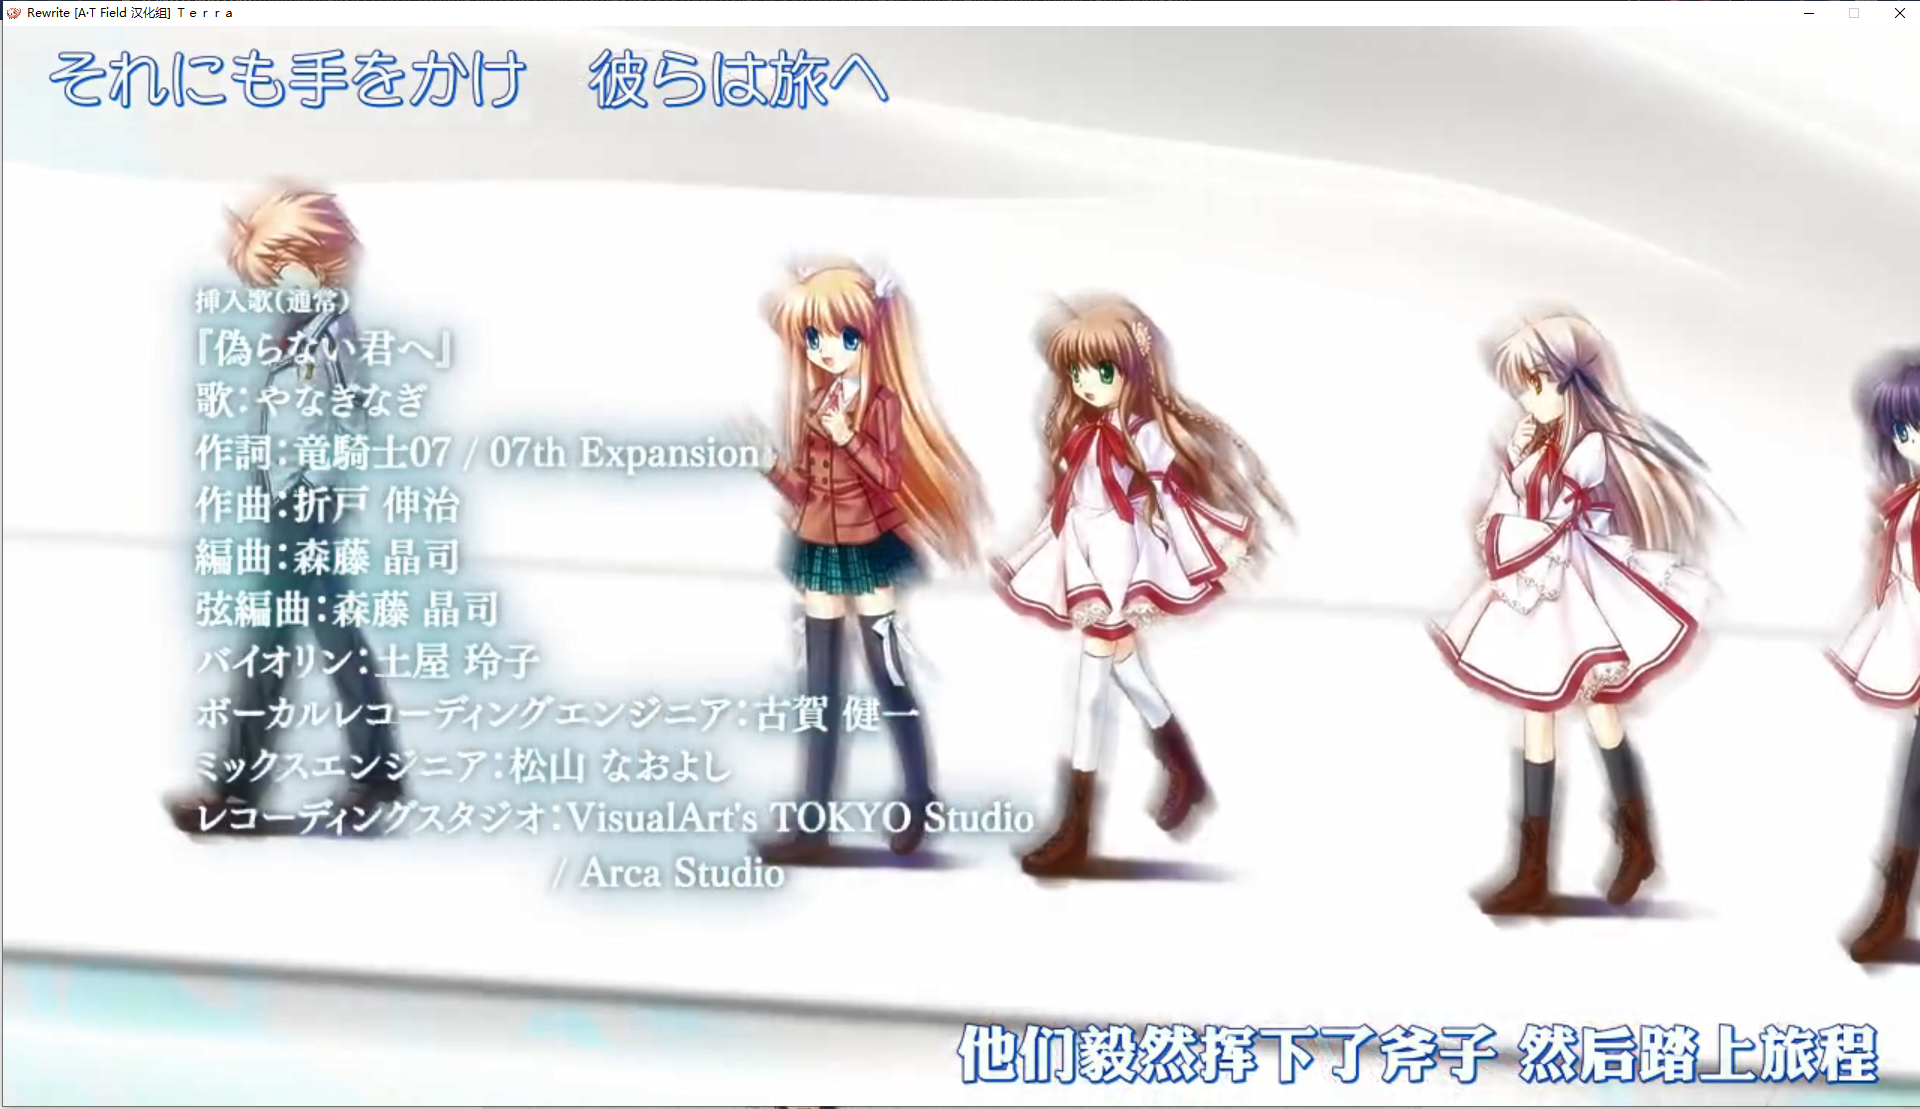 Rewrite [A·T Field 汉化组] Ｔｅｒｒａ
それにも手をかけ　彼らは旅へ
挿入歌(通常)
『偽らない君へ』
歌：やなぎなぎ
作詞：竜騎士07 / 07th Expansion
作曲：折戸 伸治
編曲：森藤 晶司
弦編曲：森藤 晶司
バイオリン：土屋 玲子
ボーカルレコーディングエンジニア：古賀 健一
ミックスエンジニア：松山 なおよし
レコーディングスタジオ：VisualArt's TOKYO Studio
/ Arca Studio
他们毅然挥下了斧子 然后踏上旅程